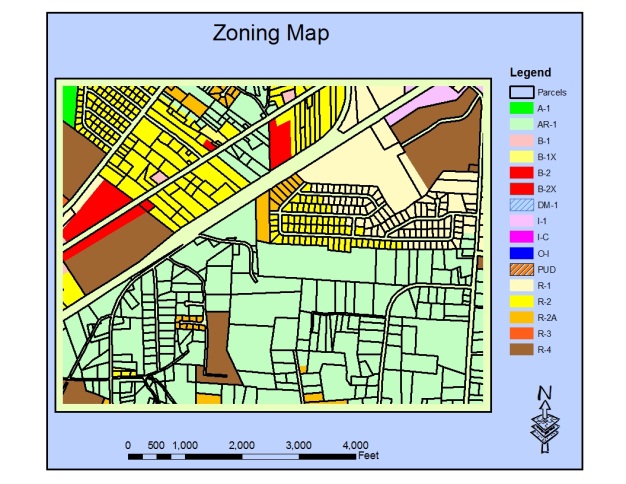 Zoning Map
Legend
Parcels
A-1
AR-1
B-1
B-1X
B-2
B-2X
DM-1
I-1
I-C
O-I
PUD
R-1
R-2
R-2A
R-3
R-4
N
0 500 1,000 2,000 3,000 4,000
Feet